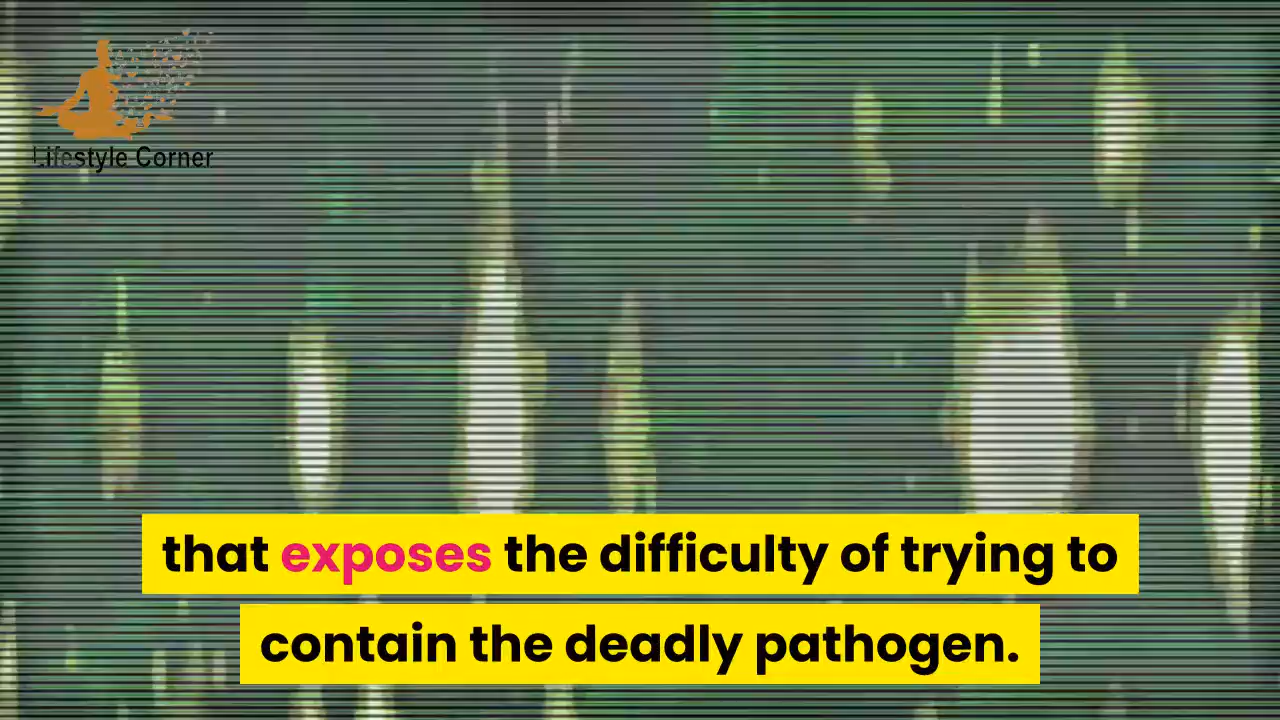 Lifestyle Corner
that exposes the difficulty of trying to
contain the deadly pathogen.